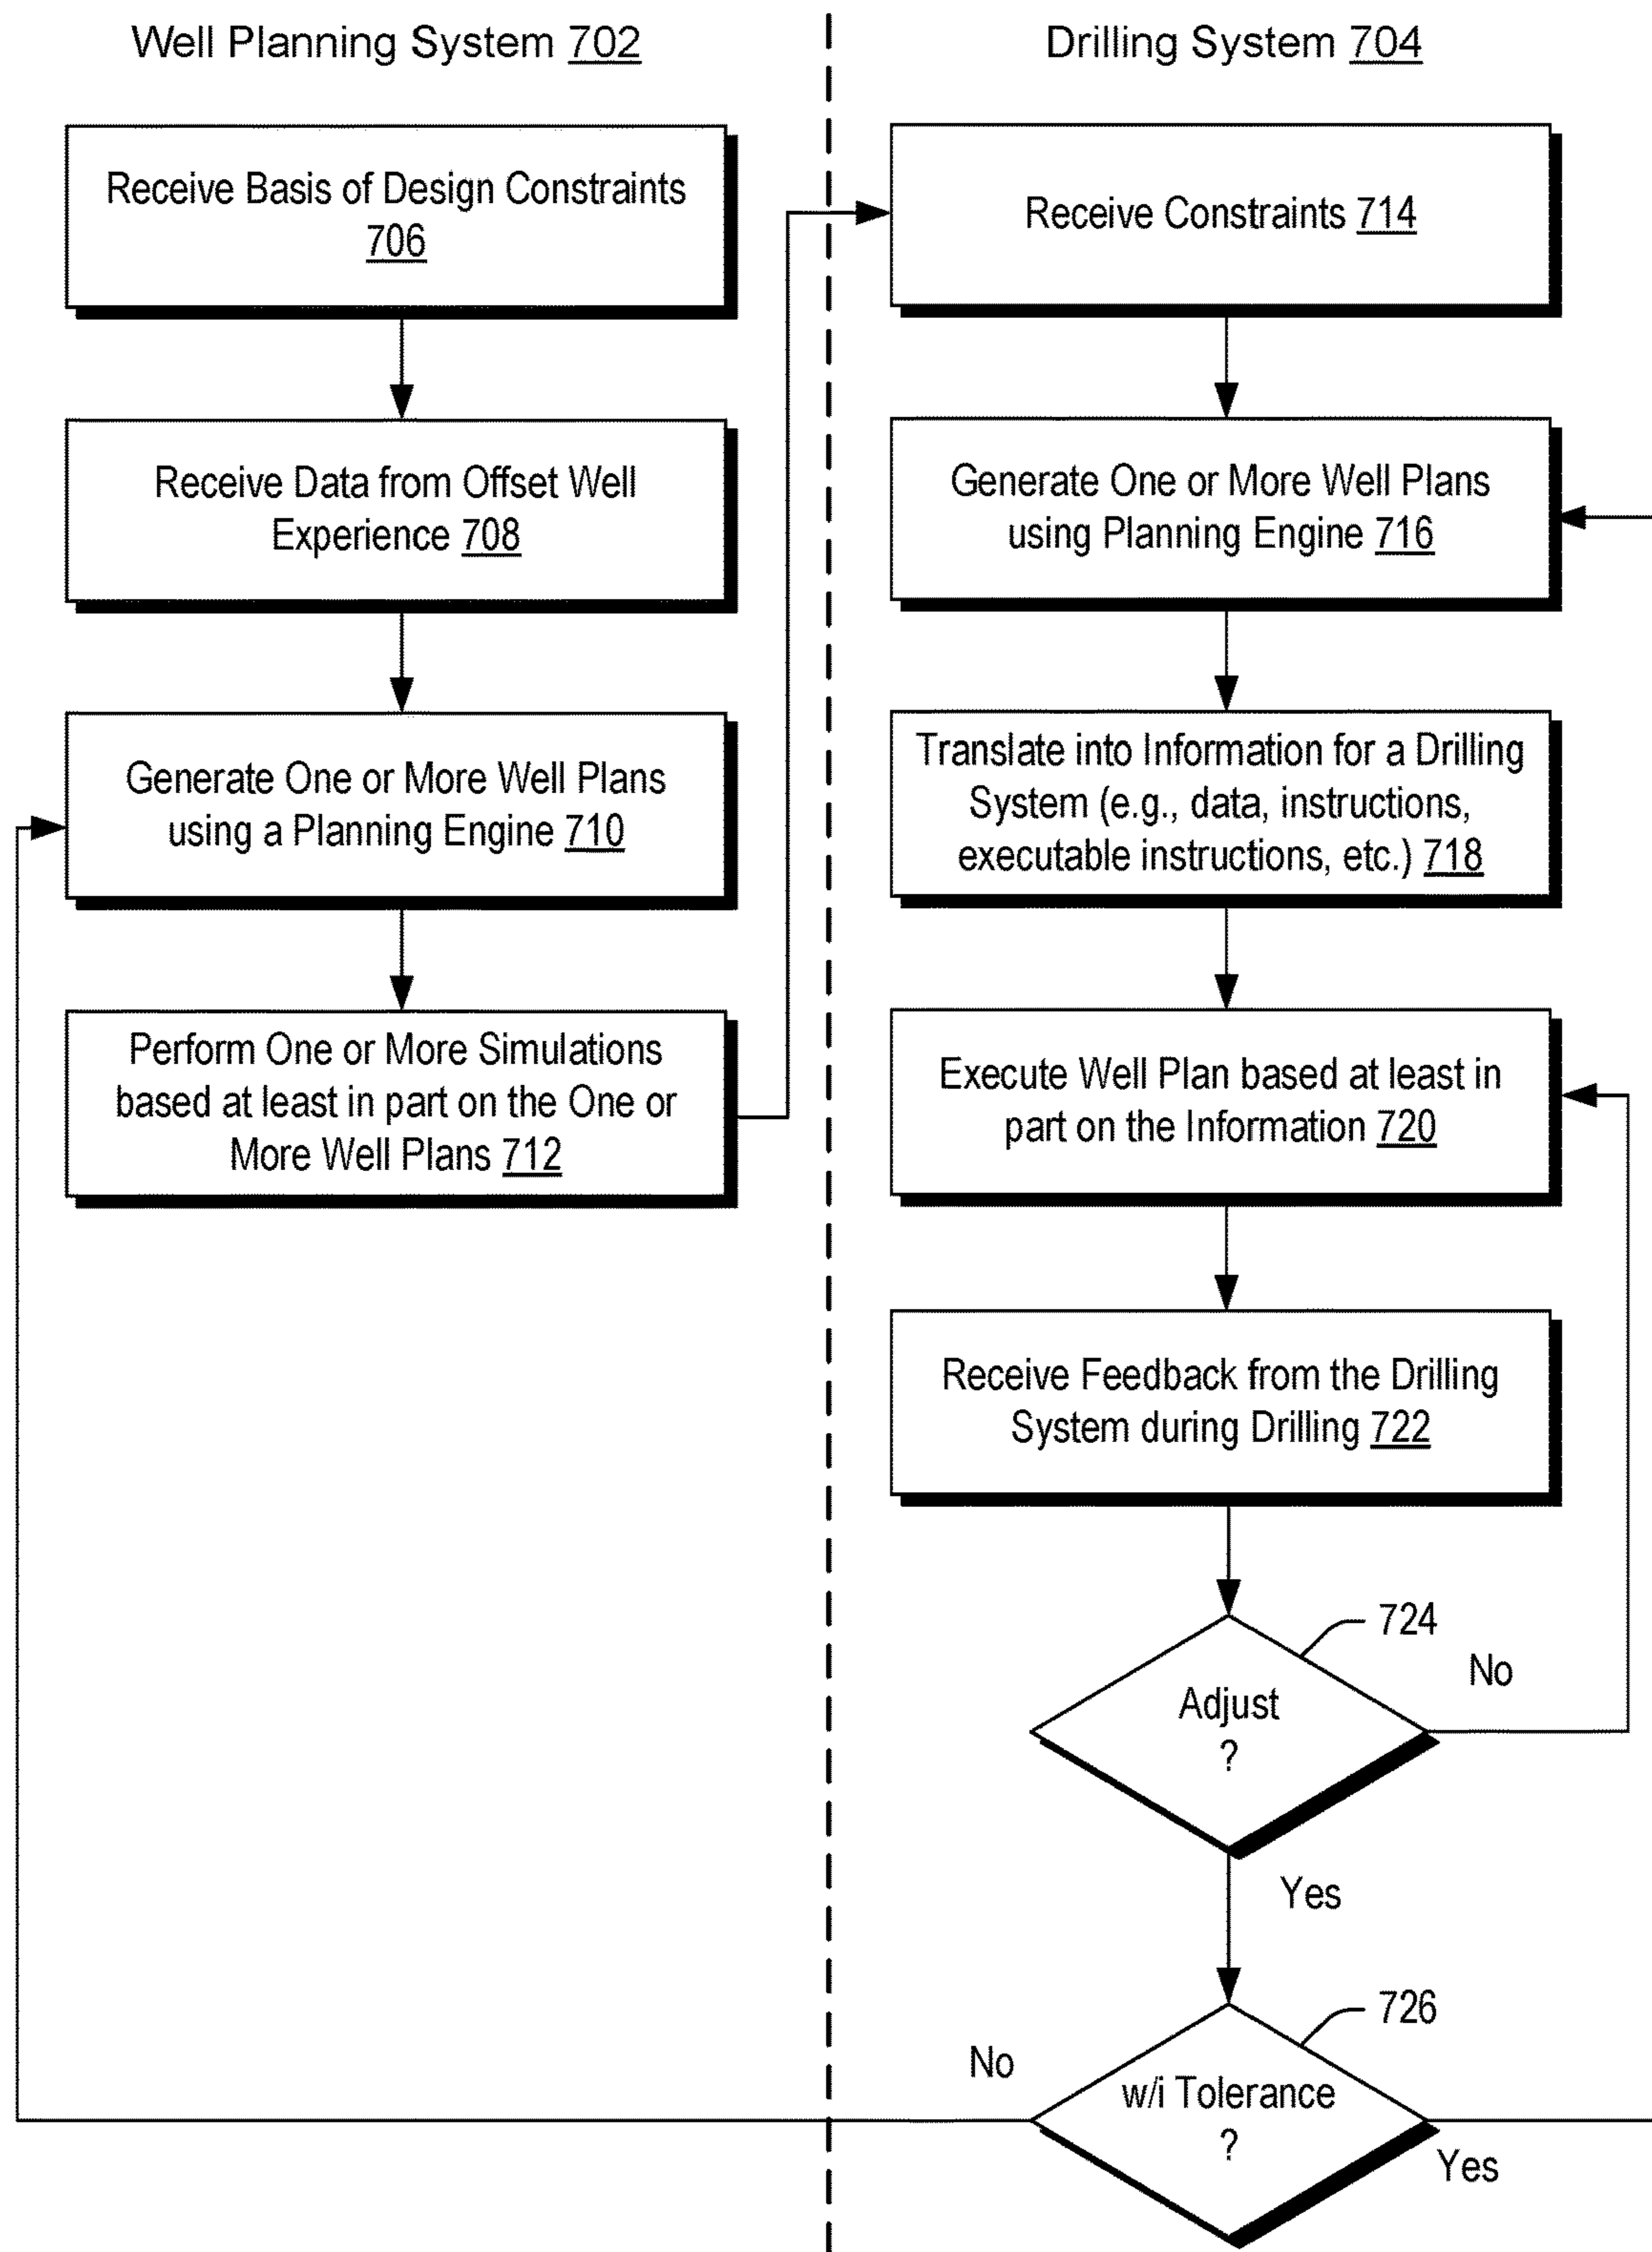 Well Planning System 702
Receive Basis of Design Constraints
706
Receive Data from Offset Well
Experience 708
Generate One or More Well Plans
using a Planning Engine 710
Perform One or More Simulations
based at least in part on the One or
More Well Plans 712
Drilling System 704
Receive Constraints 714
Generate One or More Well Plans
using Planning Engine 716
Translate into Information for a Drilling
System (e.g., data, instructions,
executable instructions, etc.) 718
Execute Well Plan based at least in
part on the Information 720
Receive Feedback from the Drilling
System during Drilling 722
724
No
Adjust
?
Yes
726
No
w/i Tolerance
?
Yes